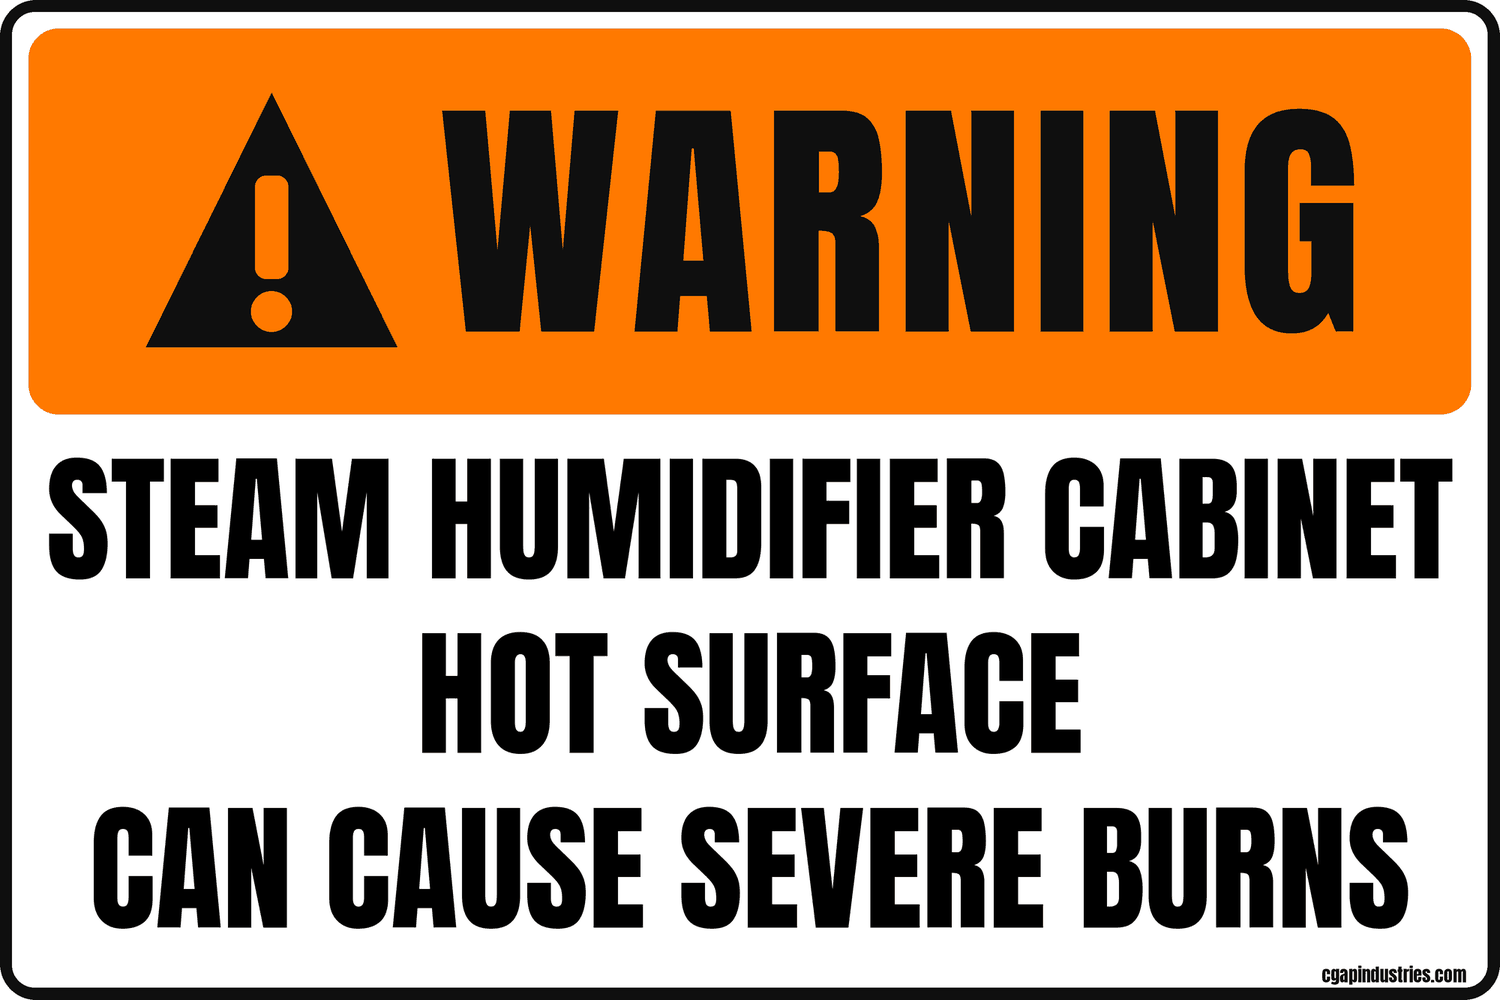 WARNING
STEAM HUMIDIFIER CABINET
HOT SURFACE
CAN CAUSE SEVERE BURNS
cgapindustries.com